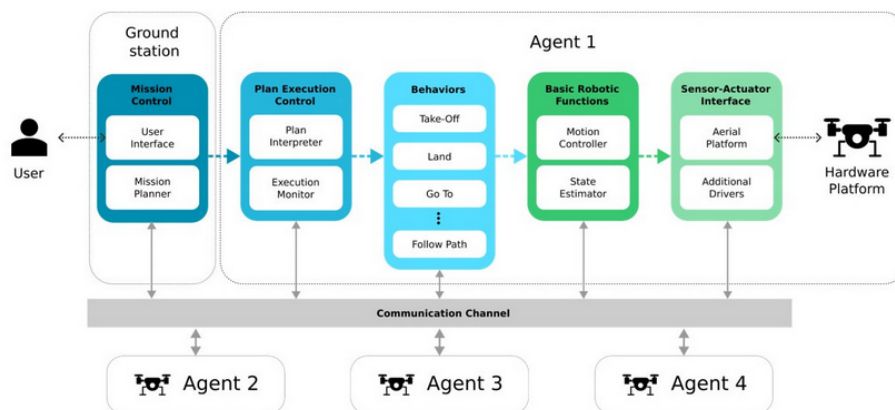 Ground
station
Agent 1
Mission
Control
User
Interface
Mission
Planner
Plan Execution
Control
Plan
Interpreter
Execution
Monitor
Behaviors
Take-Off
Land
Go To
Follow Path
Basic Robotic
Functions
Motion
Controller
State
Estimator
Sensor-Actuator
Interface
Aerial
Platform
Additional
Drivers
User
Hardware
Platform
Communication Channel
Agent 2
Agent 3
Agent 4